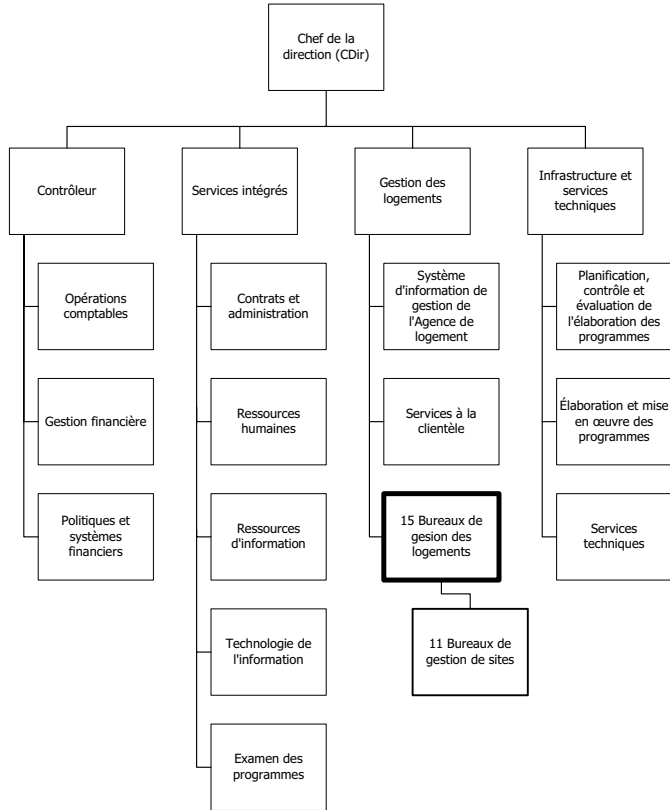 Chef de la
direction (CDir)
Contrôleur
Services intégrés
Gestion des
logements
Infrastructure et
services
techniques
Opérations
comptables
Contrats et
administration
Système
d'information de
gestion de
l'Agence de
logement
Planification,
contrôle et
évaluation de
l'élaboration des
programmes
Gestion financière
Ressources
humaines
Services à la
clientèle
Élaboration et mise
en œuvre des
programmes
Politiques et
systèmes
financiers
Ressources
d'information
15 Bureaux de
gesion des
logements
Services
techniques
Technologie de
l'information
11 Bureaux de
gestion de sites
Examen des
programmes